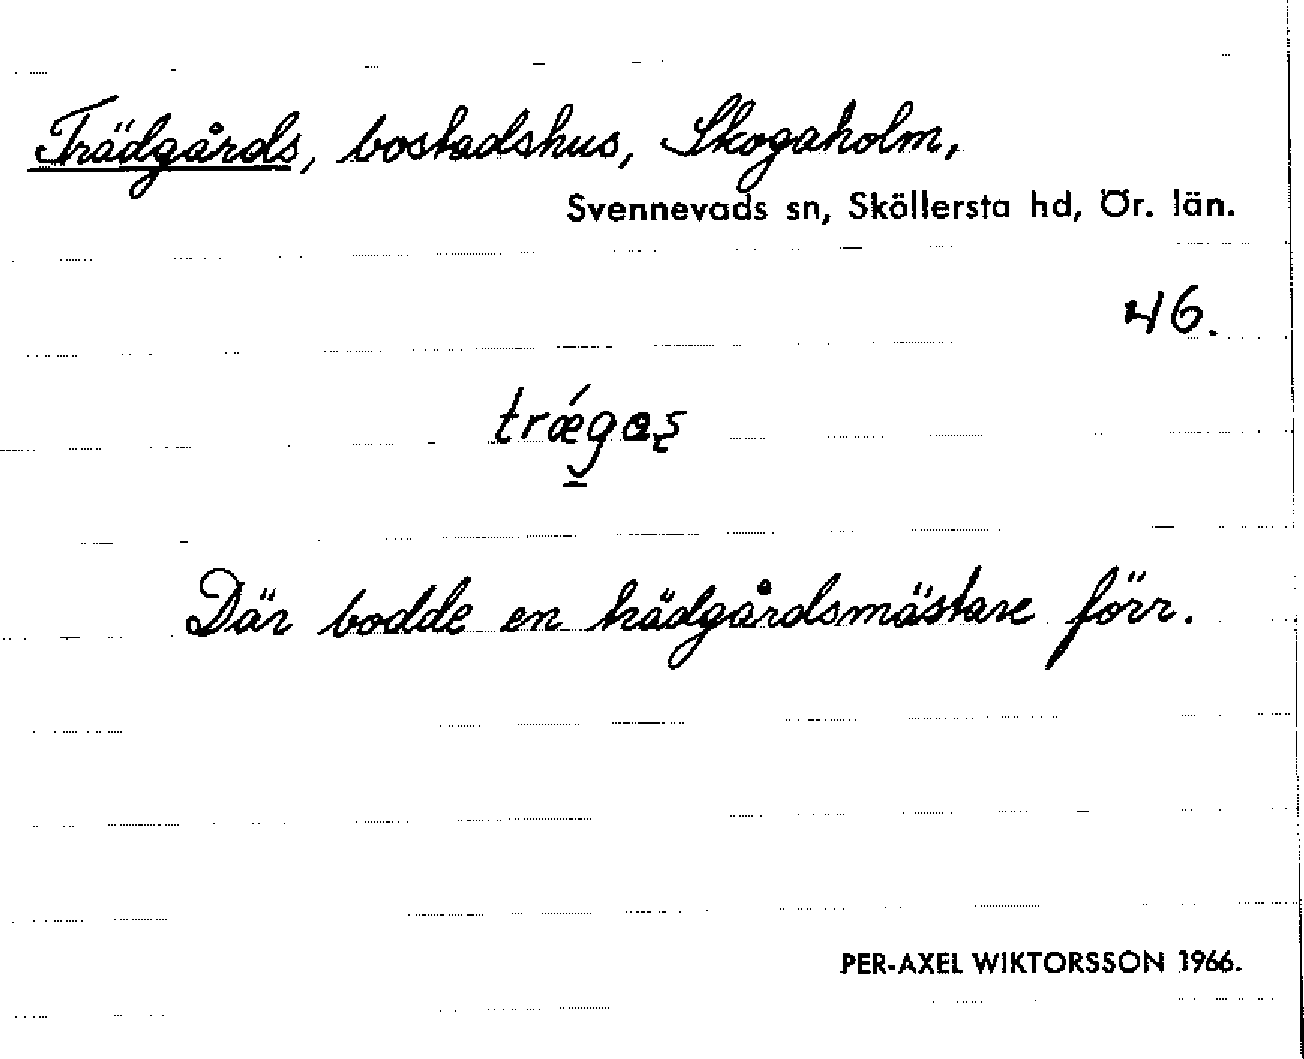 Trädgårds, bostadshus, Skogaholm,
Svennevads sn, Sköllersta hd, Ör. län.
46.
Där bodde en trädgårdsmästare förr.
PER-AXEL WIKTORSSON 1966.